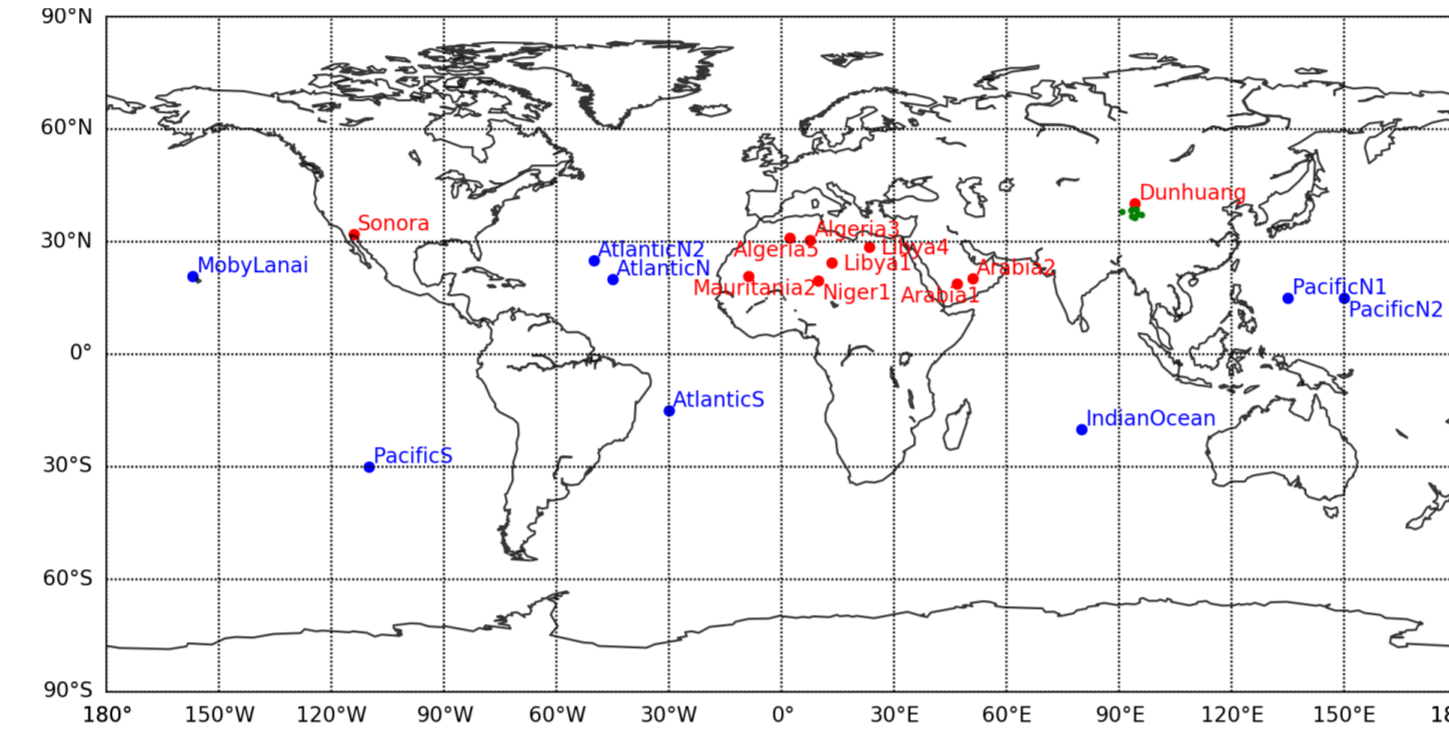 90°N
60°N
Dunhuang
Sonora
Algeria3
30°N
AtlanticN2
Algeria5
Libya4
MobyLanai
AtlanticN
Libya1
Arabia2
Mauritania2
Niger1
Arabia1
PacificN1
PacificN2
0°
AtlanticS
IndianOcean
PacificS
30°S
60°S
90°S
180° 150°W 120°W 90°W 60°W 30°W 0° 30°E 60°E 90°E 120°E 150°E 18